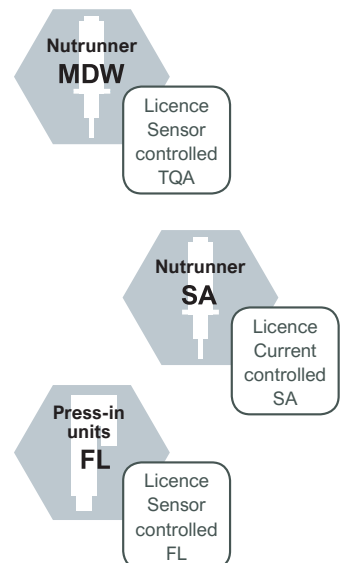 Nutrunner
MDW
Licence
Sensor
controlled
TQA
Nutrunner
SA
Licence
Current
controlled
SA
Press-in
units
FL
Licence
Sensor
controlled
FL